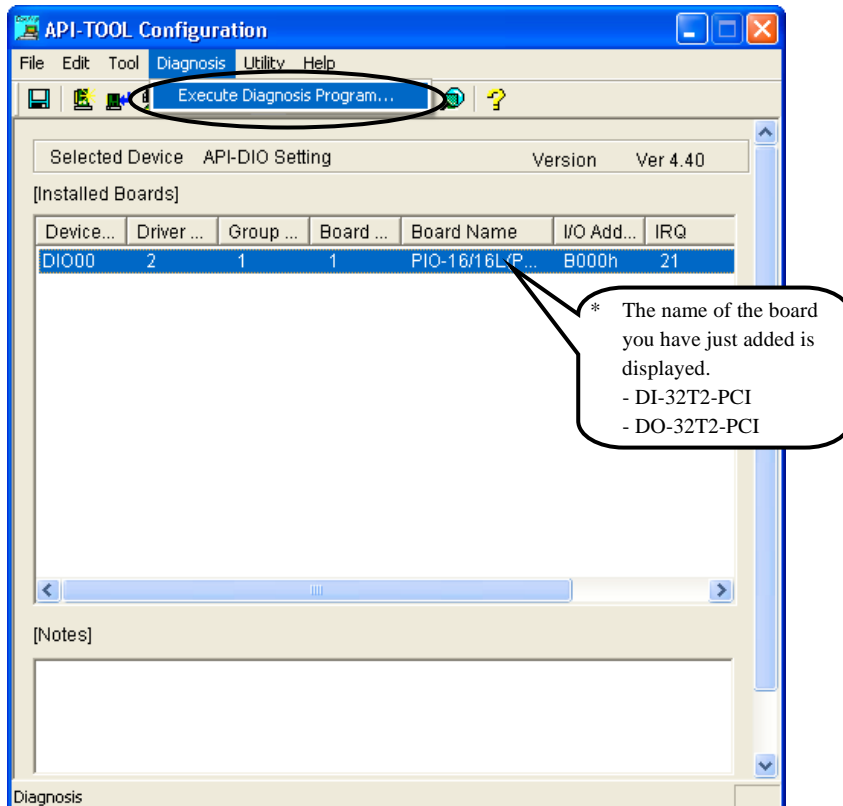 API-TOOL Configuration
File Edit Tool Diagnosis Utility Help
Execute Diagnosis Program...
Selected Device API-DIO Setting Version Ver 4.40
[Installed Boards]
Device... Driver ... Group ... Board ... Board Name I/O Add... IRQ
DIO00 2 1 1 PIO-16/16L(P... B000h 21
* The name of the board
you have just added is
displayed.
- DI-32T2-PCI
- DO-32T2-PCI
[Notes]
Diagnosis